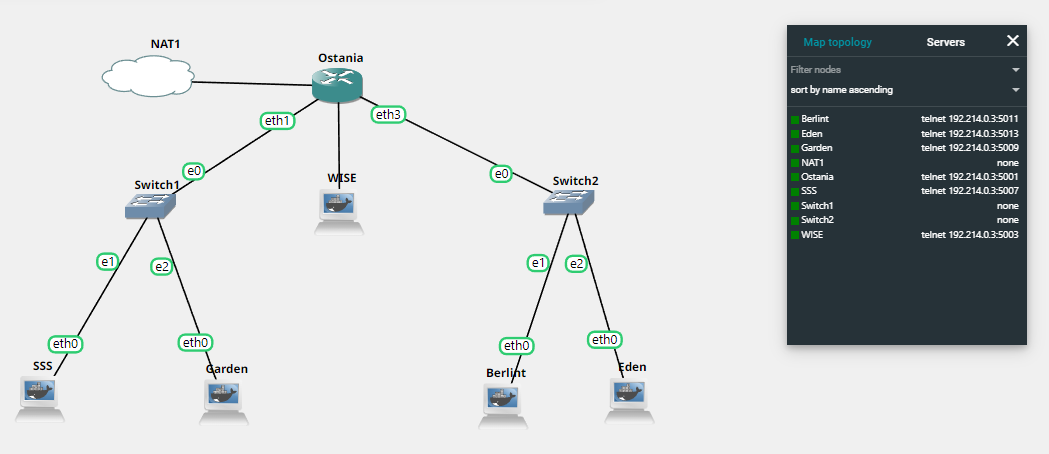 NAT1
Ostania
eth1
eth3
e0
Switch1
WISE
e0
Switch2
e1
e2
e1
e2
eth0
eth0
eth0
eth0
SSS
Garden
Berlint
Eden
Map topology Servers
Filter nodes
sort by name ascending
Berlint telnet 192.214.0.3:5011
Eden telnet 192.214.0.3:5013
Garden telnet 192.214.0.3:5009
NAT1 none
Ostania telnet 192.214.0.3:5001
SSS telnet 192.214.0.3:5007
Switch1 none
Switch2 none
WISE telnet 192.214.0.3:5003